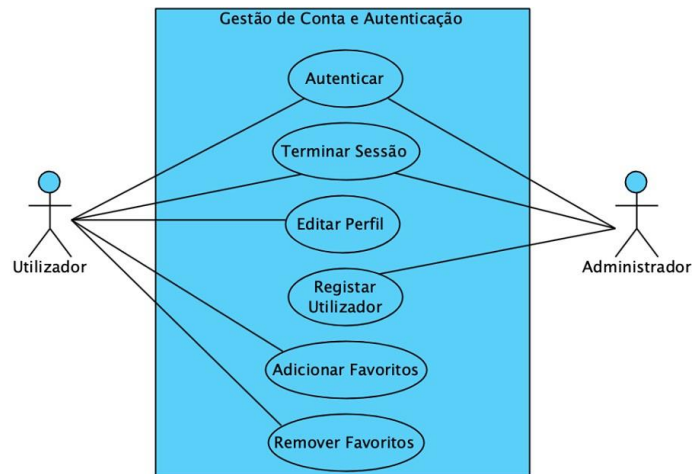 Gestão de Conta e Autenticação
Autenticar
Terminar Sessão
Editar Perfil
Utilizador
Administrador
Registar
Utilizador
Adicionar Favoritos
Remover Favoritos